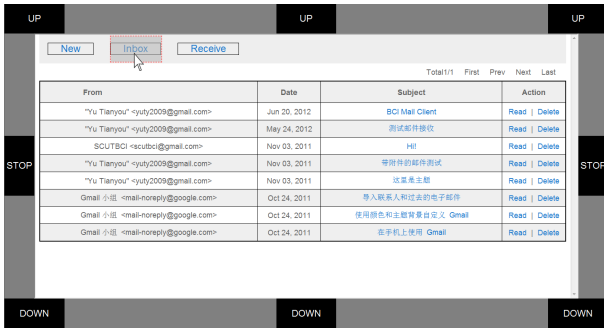 UP UP UP
New Inbox Receive
Total1/1 First Prev Next Last
From Date Subject Action
"Yu Tianyou" <yuty2009@gmail.com> Jun 20, 2012 BCI Mail Client Read | Delete
"Yu Tianyou" <yuty2009@gmail.com> May 24, 2012 测试邮件接收 Read | Delete
SCUTBCI <scutbci@gmail.com> Nov 03, 2011 Hi! Read | Delete
STOP "Yu Tianyou" <yuty2009@gmail.com> Nov 03, 2011 带附件的邮件测试 Read | Delete STOP
"Yu Tianyou" <yuty2009@gmail.com> Nov 03, 2011 这里是主题 Read | Delete
Gmail 小组 <mail-noreply@google.com> Oct 24, 2011 导入联系人和过去的电子邮件 Read | Delete
Gmail 小组 <mail-noreply@google.com> Oct 24, 2011 使用颜色和主题背景自定义 Gmail Read | Delete
Gmail 小组 <mail-noreply@google.com> Oct 24, 2011 在手机上使用 Gmail Read | Delete
DOWN DOWN DOWN